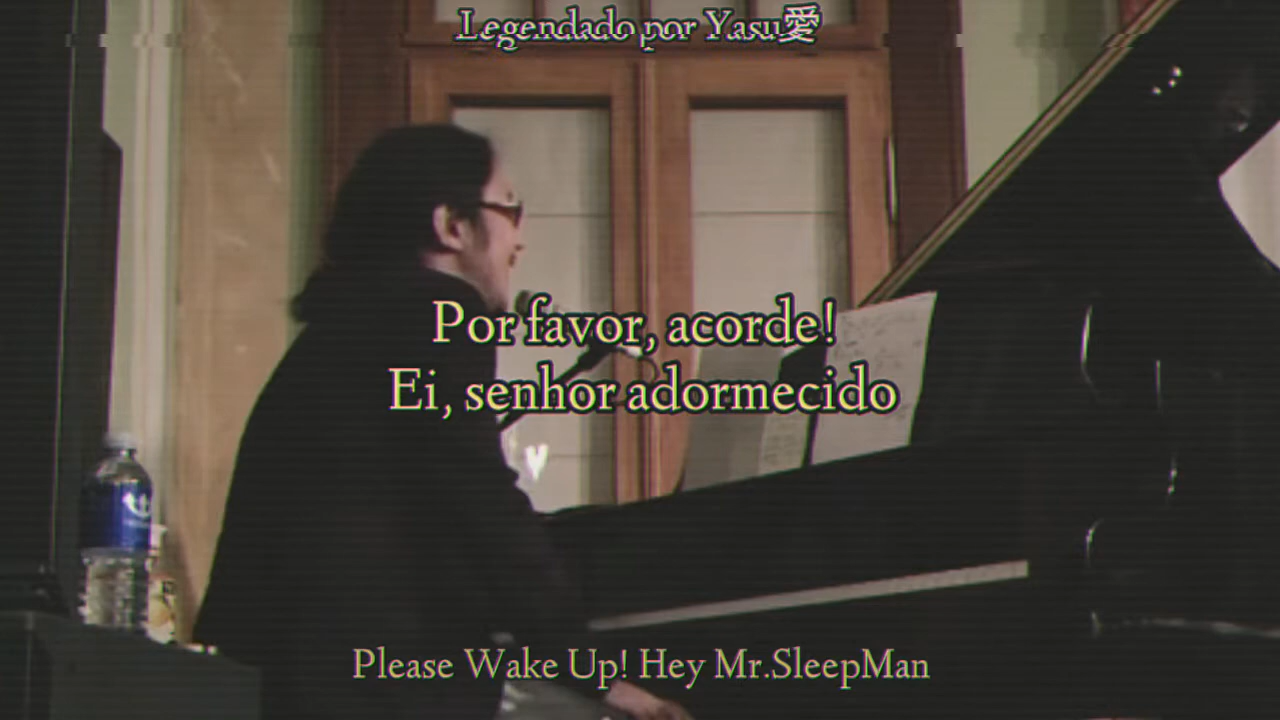 Legendado por Yasu愛
Por favor, acorde!
Ei, senhor adormecido
Please Wake Up! Hey Mr.SleepMan